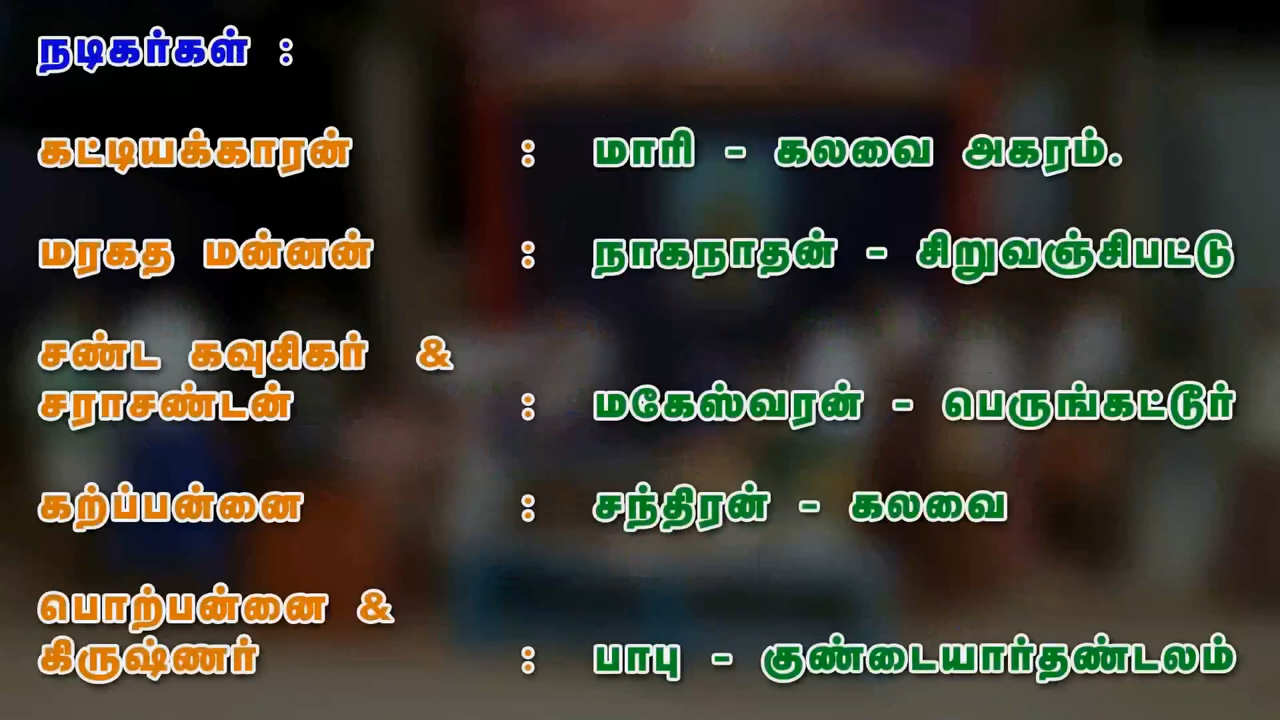 நடிகர்கள் :
கட்டியக்காரன் : மாரி - கலவை அகரம்.
மரகத மன்னன் : நாகநாதன் - சிறுவஞ்சிபட்டு
சண்ட கவுசிகர் &
சராசண்டன் : மகேஸ்வரன் - பெருங்கட்டூர்
கற்ப்பன்னை : சந்திரன் - கலவை
பொற்பன்னை &
கிருஷ்ணர் : பாபு - குண்டையார்தண்டலம்